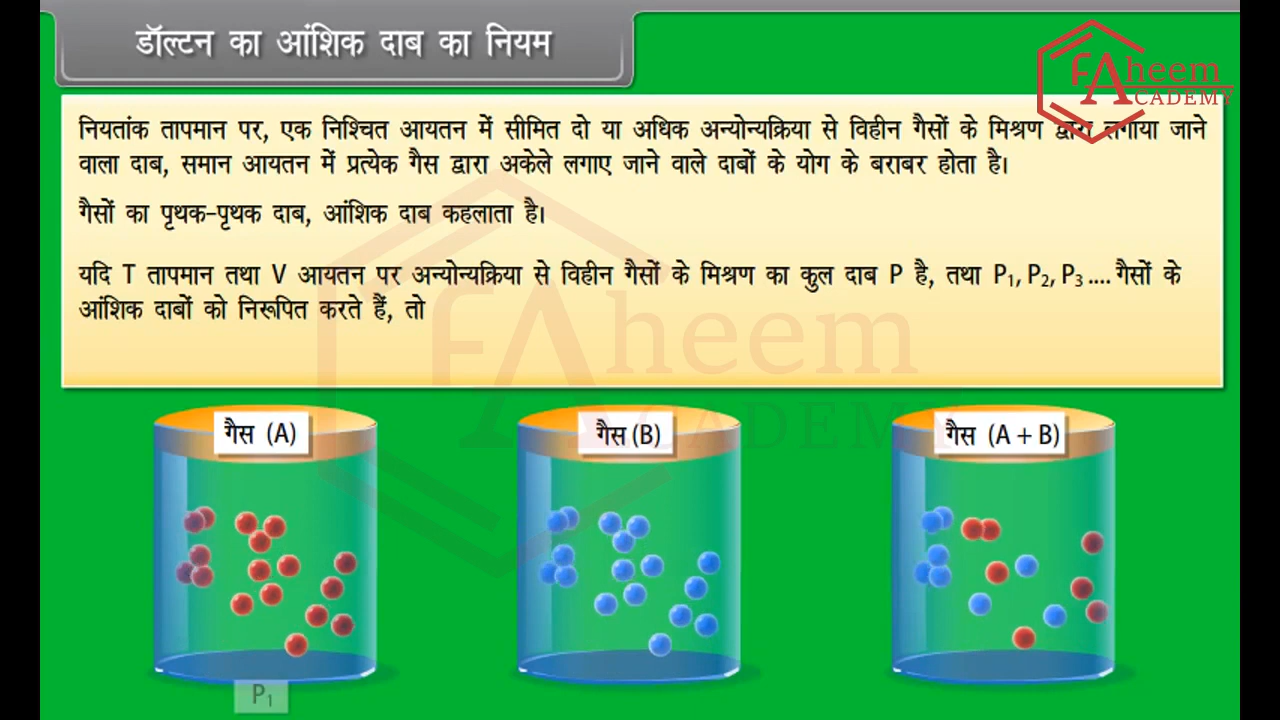 डॉल्टन का आंशिक दाब का नियम
FAheem
ACADEMY
नियतांक तापमान पर, एक निश्चित आयतन में सीमित दो या अधिक अन्योन्यक्रिया से विहीन गैसों के मिश्रण द्वारा लगाया जाने
वाला दाब, समान आयतन में प्रत्येक गैस द्वारा अकेले लगाए जाने वाले दाबों के योग के बराबर होता है।
गैसों का पृथक-पृथक दाब, आंशिक दाब कहलाता है।
यदि T तापमान तथा V आयतन पर अन्योन्यक्रिया से विहीन गैसों के मिश्रण का कुल दाब P है, तथा P₁, P₂, P₃ .... गैसों के
आंशिक दाबों को निरूपित करते हैं, तो
FAheem
ACADEMY
गैस (A)
गैस (B)
गैस (A + B)
P₁